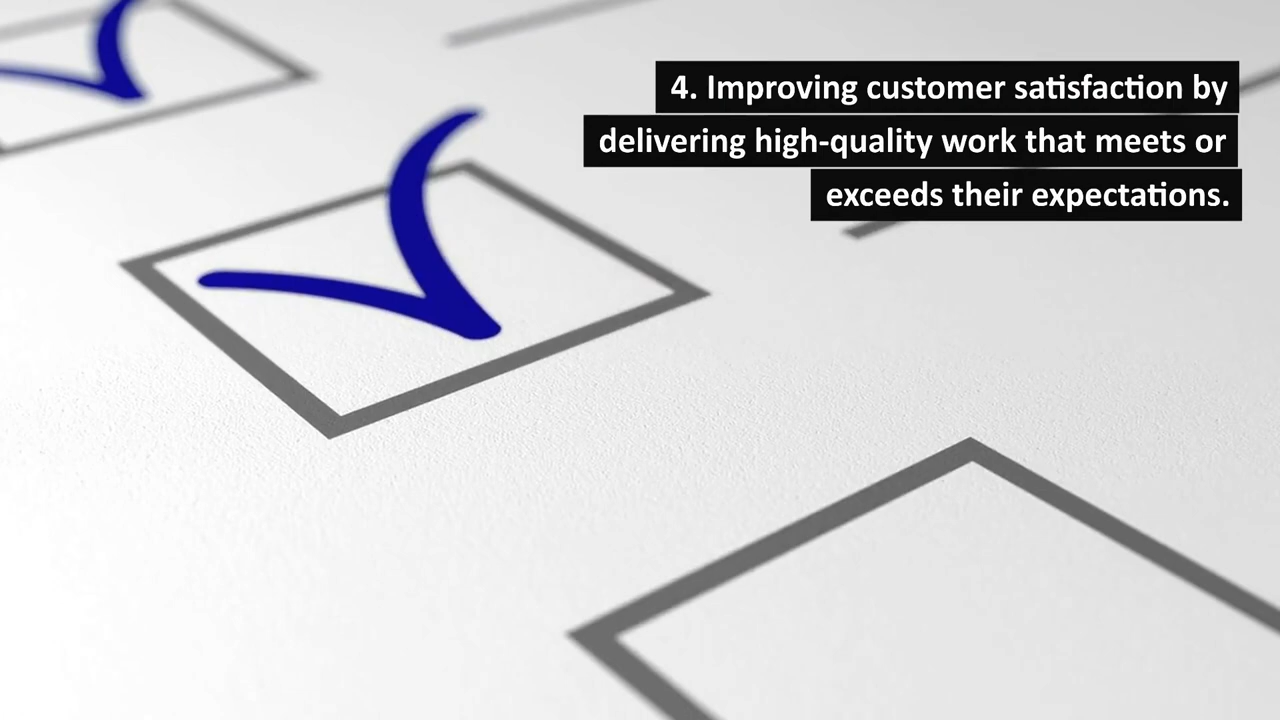 4. Improving customer satisfaction by
delivering high-quality work that meets or
exceeds their expectations.